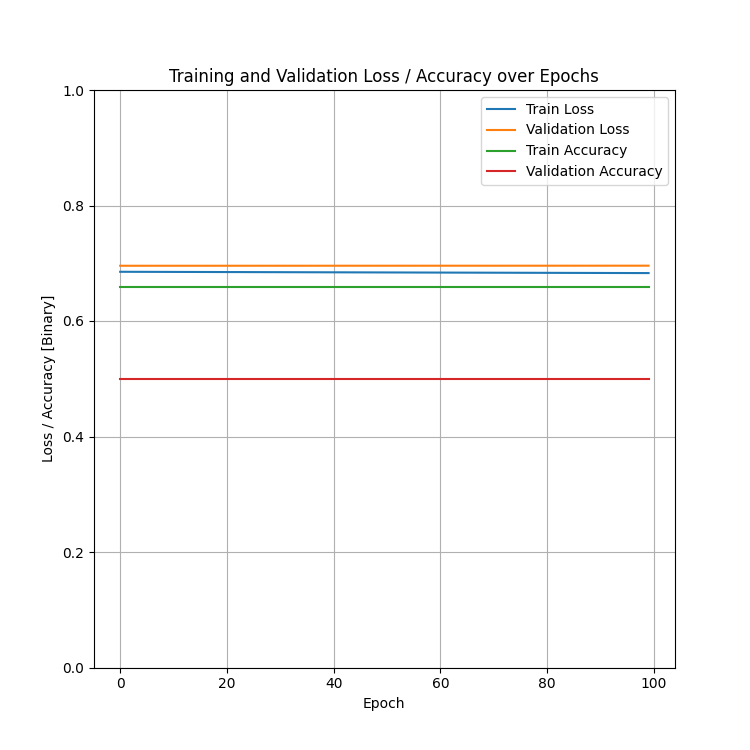 Training and Validation Loss / Accuracy over Epochs
Train Loss
Validation Loss
Train Accuracy
Validation Accuracy
1.0
0.8
0.6
0.4
0.2
0.0
Loss / Accuracy [Binary]
0 20 40 60 80 100
Epoch